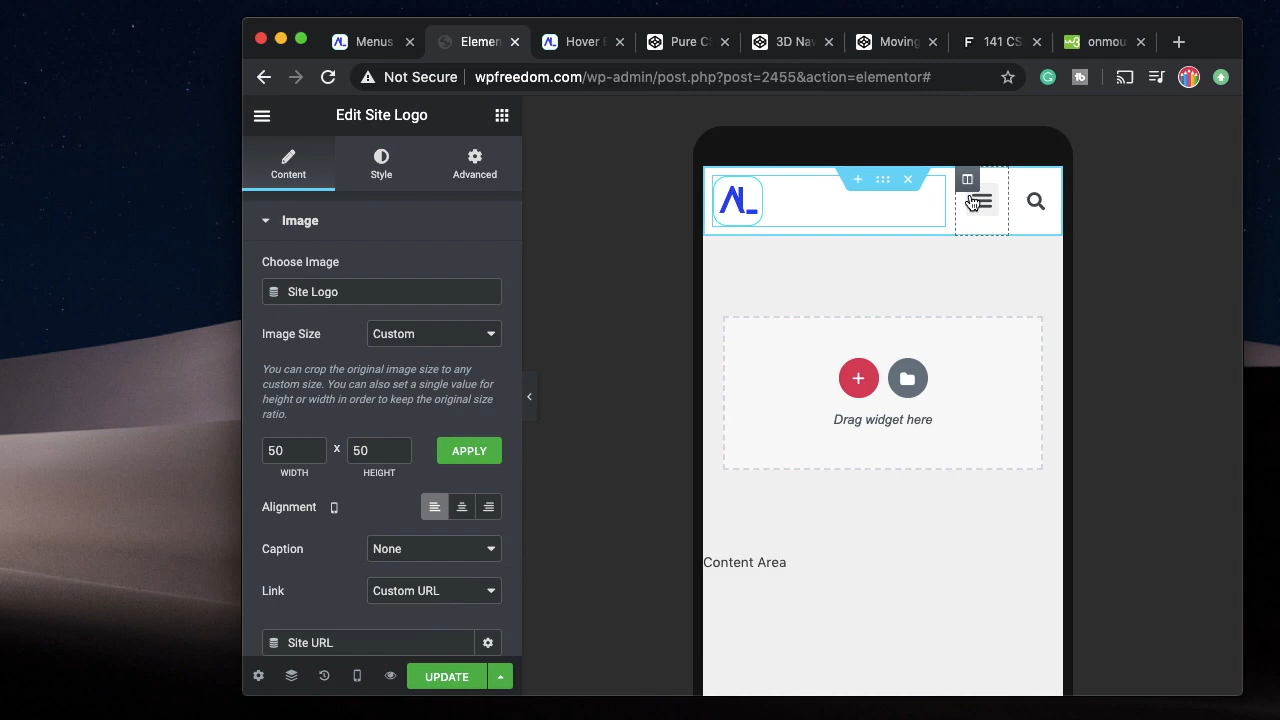 Menus
Elemen
Hover E
Pure C
3D Nav
Moving
141 CS
onmou
Not Secure
wpfreedom.com/wp-admin/post.php?post=2455&action=elementor#
Edit Site Logo
Content
Style
Advanced
Image
Choose Image
Site Logo
Image Size
Custom
You can crop the original image size to any
custom size. You can also set a single value for
height or width in order to keep the original size
ratio.
50
x
50
APPLY
WIDTH
HEIGHT
Alignment
Caption
None
Link
Custom URL
Site URL
UPDATE
Drag widget here
Content Area